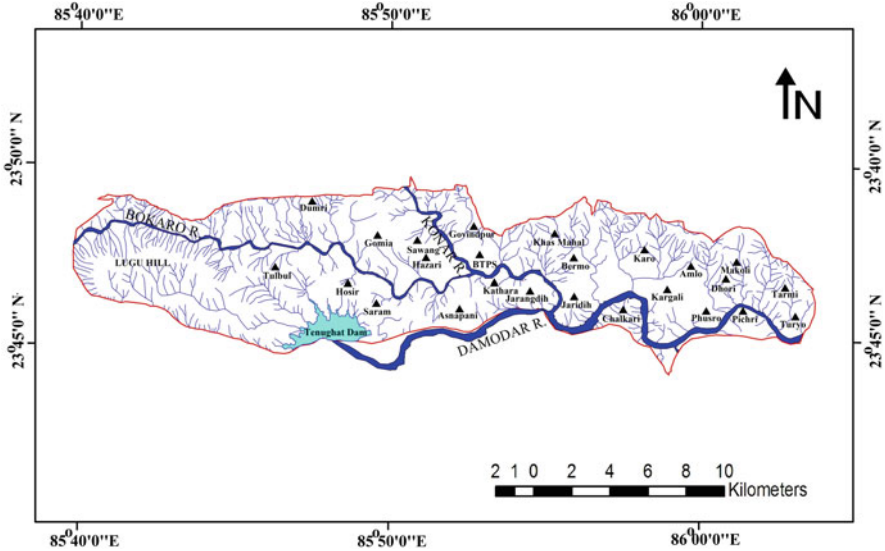 85°40'0"E 85°50'0"E 86°00'0"E
N
23°50'0" N
23°40'0" N
Dumri
BOKARO R.
KONAR R.
Gomia
Sawang
Govindpur
Khas Mahal
Hazari
BTPS
Bermo
Karo
Amlo
Makoli
LUGU HILL
Tulbul
Dhori
Hosir
Kathara
Jarangdih
Jaridih
Kargali
Tarmi
Saram
Asnapani
Chalkari
Phusro
Pichri
Turyo
Tenughat Dam
DAMODAR R.
23°45'0" N
23°45'0" N
2 1 0 2 4 6 8 10
Kilometers
85°40'0"E 85°50'0"E 86°00'0"E